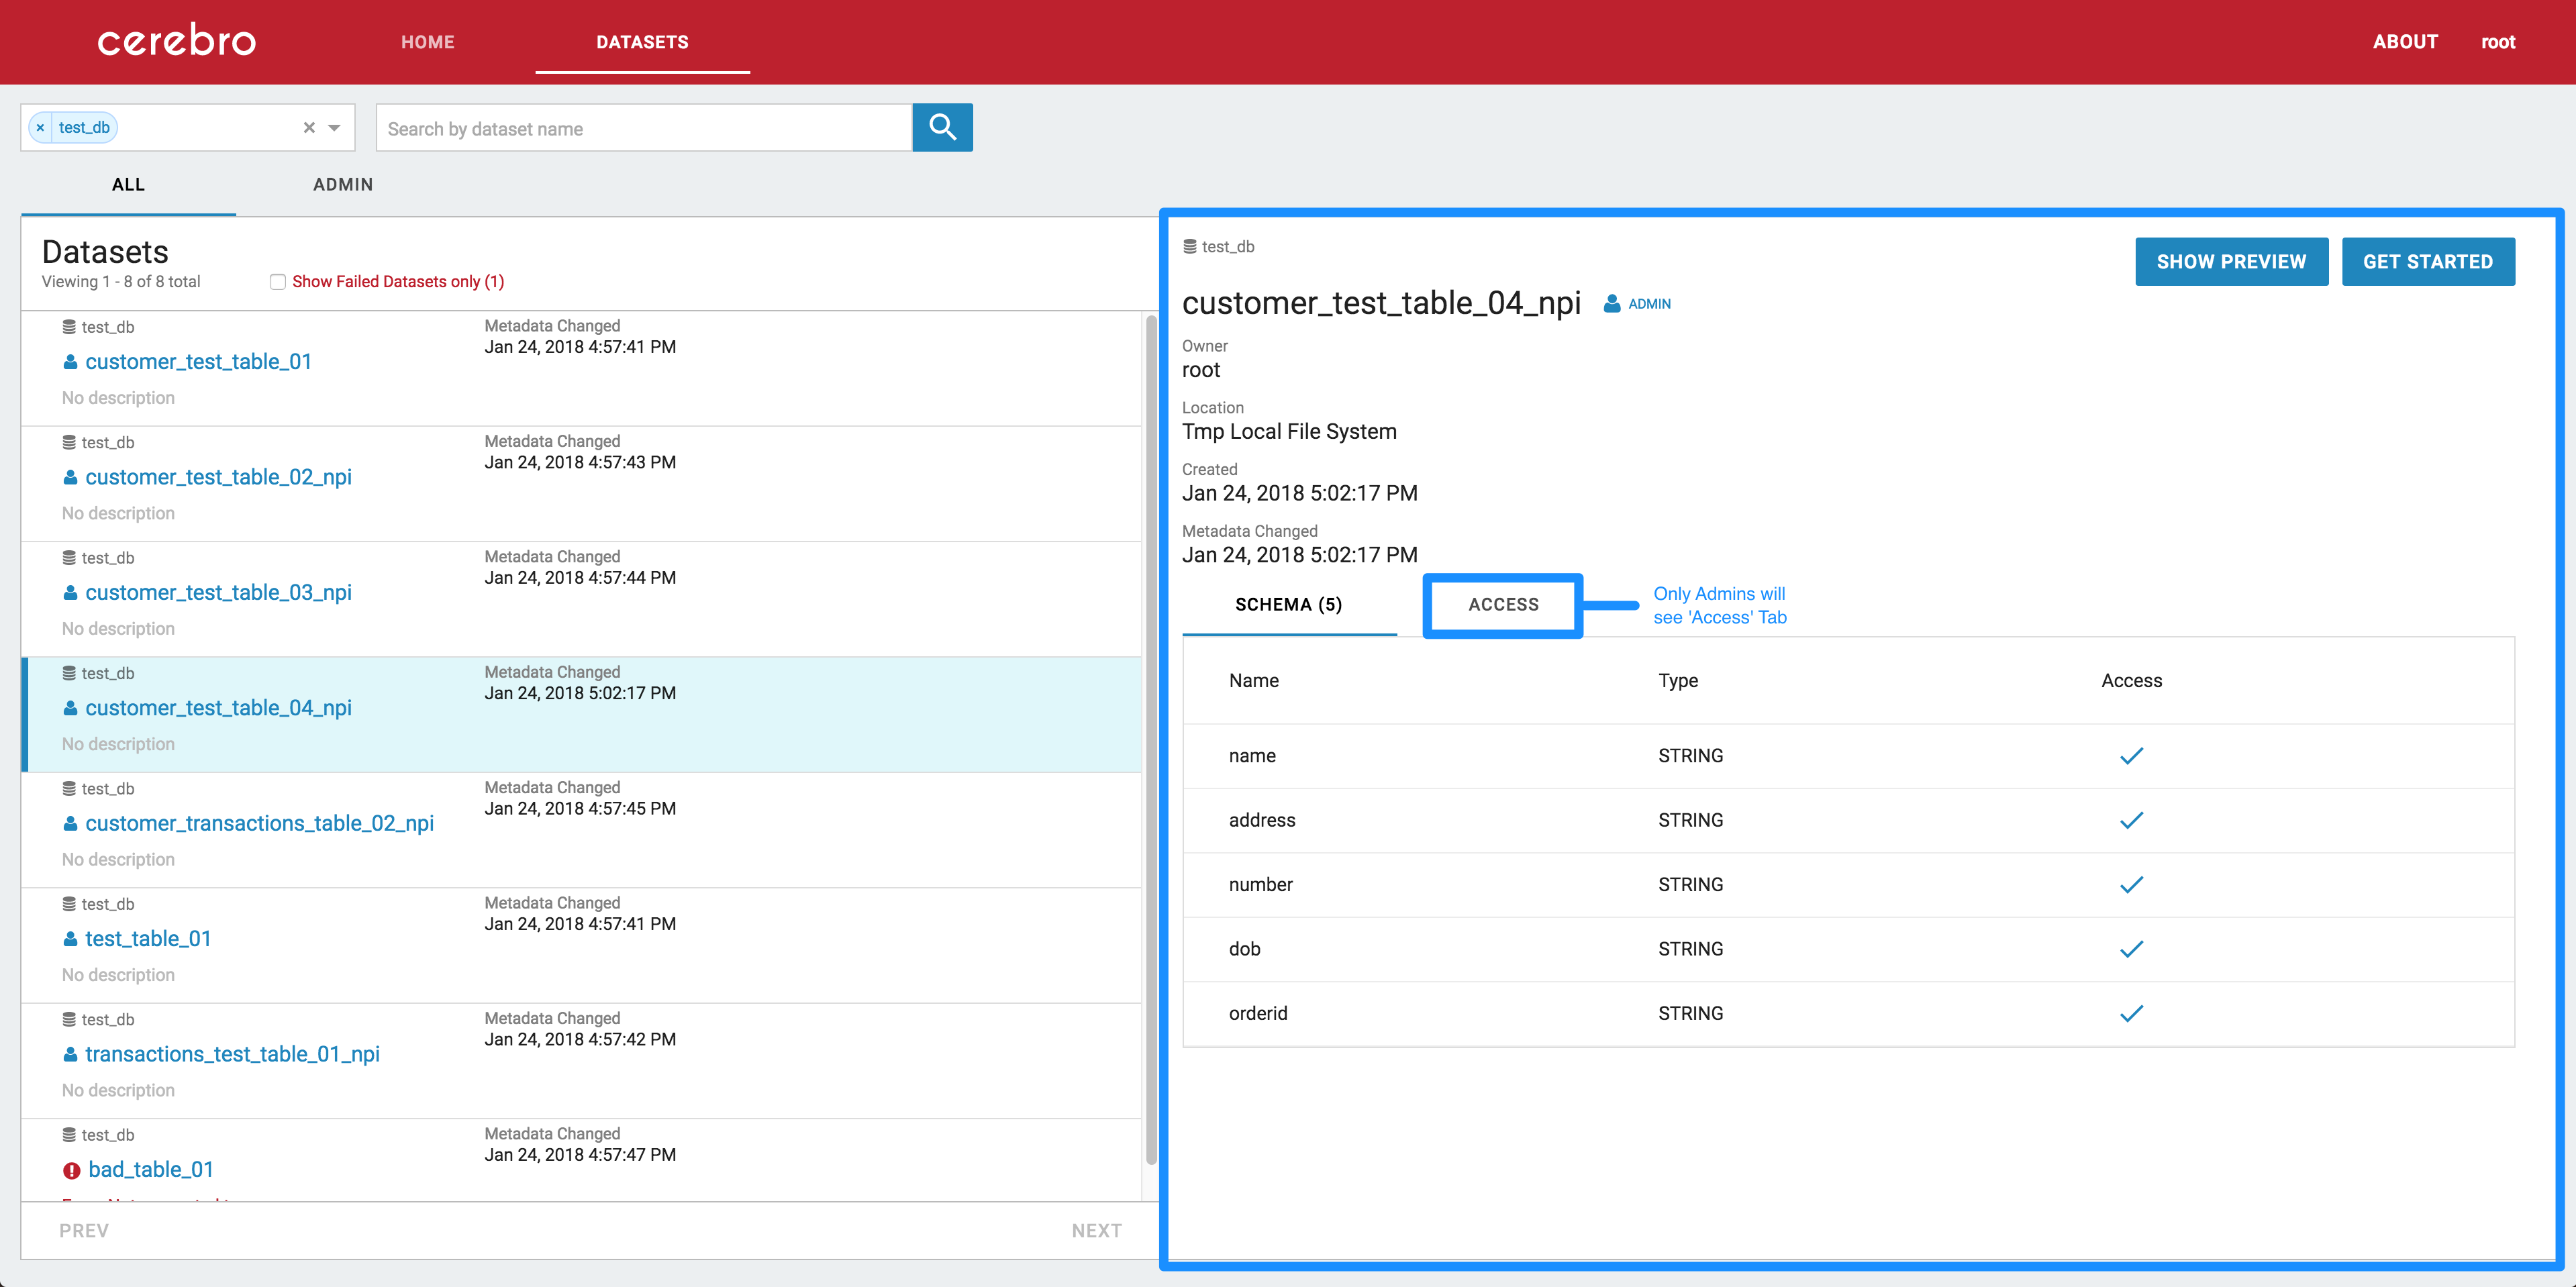 cerebro
HOME
DATASETS
ABOUT
root
× test_db
Search by dataset name
ALL
ADMIN
Datasets
Viewing 1 - 8 of 8 total
Show Failed Datasets only (1)
test_db
Metadata Changed
customer_test_table_01
Jan 24, 2018 4:57:41 PM
No description
test_db
Metadata Changed
customer_test_table_02_npi
Jan 24, 2018 4:57:43 PM
No description
test_db
Metadata Changed
customer_test_table_03_npi
Jan 24, 2018 4:57:44 PM
No description
test_db
Metadata Changed
customer_test_table_04_npi
Jan 24, 2018 5:02:17 PM
No description
test_db
Metadata Changed
customer_transactions_table_02_npi
Jan 24, 2018 4:57:45 PM
No description
test_db
Metadata Changed
test_table_01
Jan 24, 2018 4:57:41 PM
No description
test_db
Metadata Changed
transactions_test_table_01_npi
Jan 24, 2018 4:57:42 PM
No description
test_db
Metadata Changed
bad_table_01
Jan 24, 2018 4:57:47 PM
PREV
NEXT
test_db
SHOW PREVIEW
GET STARTED
customer_test_table_04_npi
ADMIN
Owner
root
Location
Tmp Local File System
Created
Jan 24, 2018 5:02:17 PM
Metadata Changed
Jan 24, 2018 5:02:17 PM
SCHEMA (5)
ACCESS
Only Admins will
see 'Access' Tab
Name Type Access
name STRING
address STRING
number STRING
dob STRING
orderid STRING